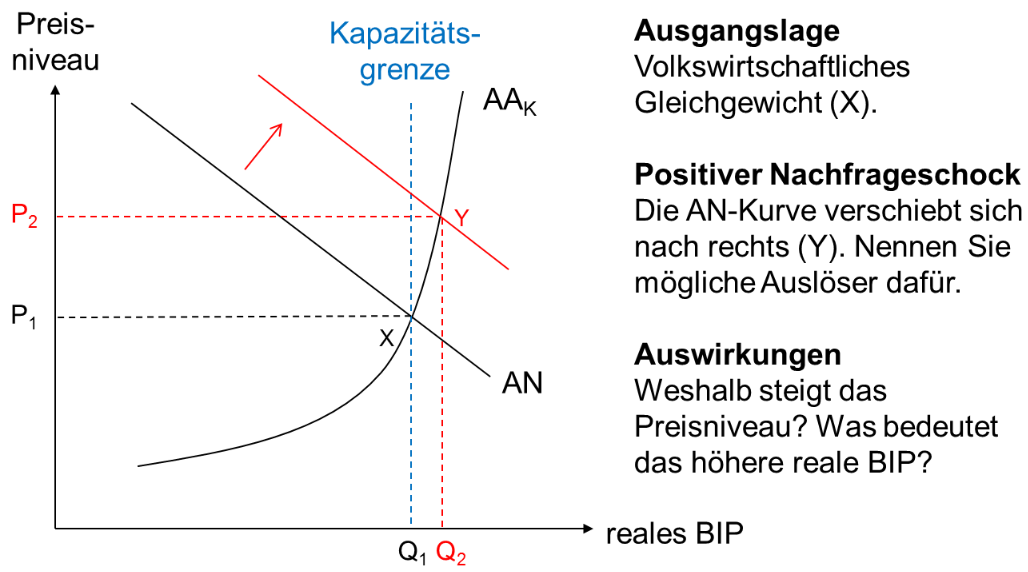 Preis-
niveau
Kapazitäts-
grenze
AAK
P2
Y
P1
X
AN
reales BIP
Q1 Q2
Ausgangslage
Volkswirtschaftliches
Gleichgewicht (X).
Positiver Nachfrageschock
Die AN-Kurve verschiebt sich
nach rechts (Y). Nennen Sie
mögliche Auslöser dafür.
Auswirkungen
Weshalb steigt das
Preisniveau? Was bedeutet
das höhere reale BIP?